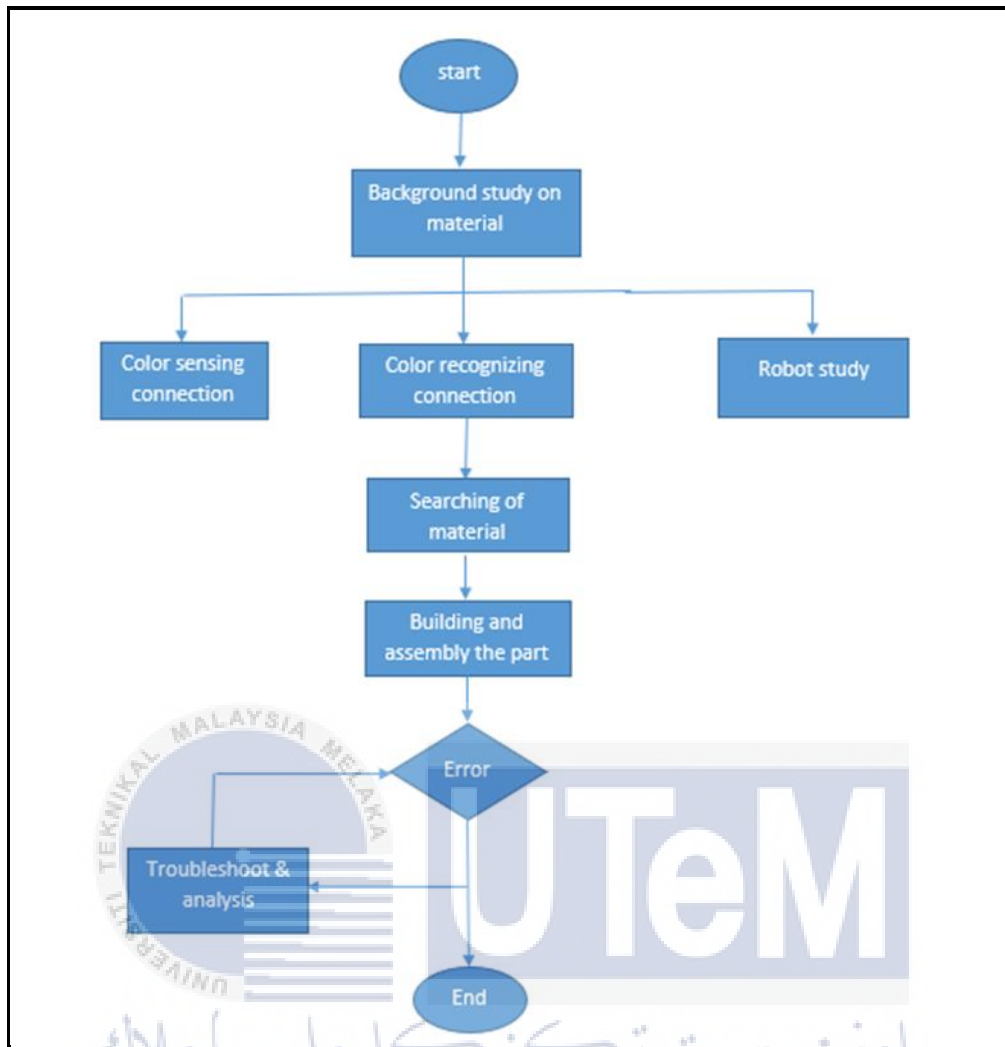 start
Background study on
material
Color sensing
connection
Color recognizing
connection
Robot study
Searching of
material
Building and
assembly the part
Error
Troubleshoot &
analysis
End
UNIVERSITI TEKNIKAL MALAYSIA MELAKA
UTeM